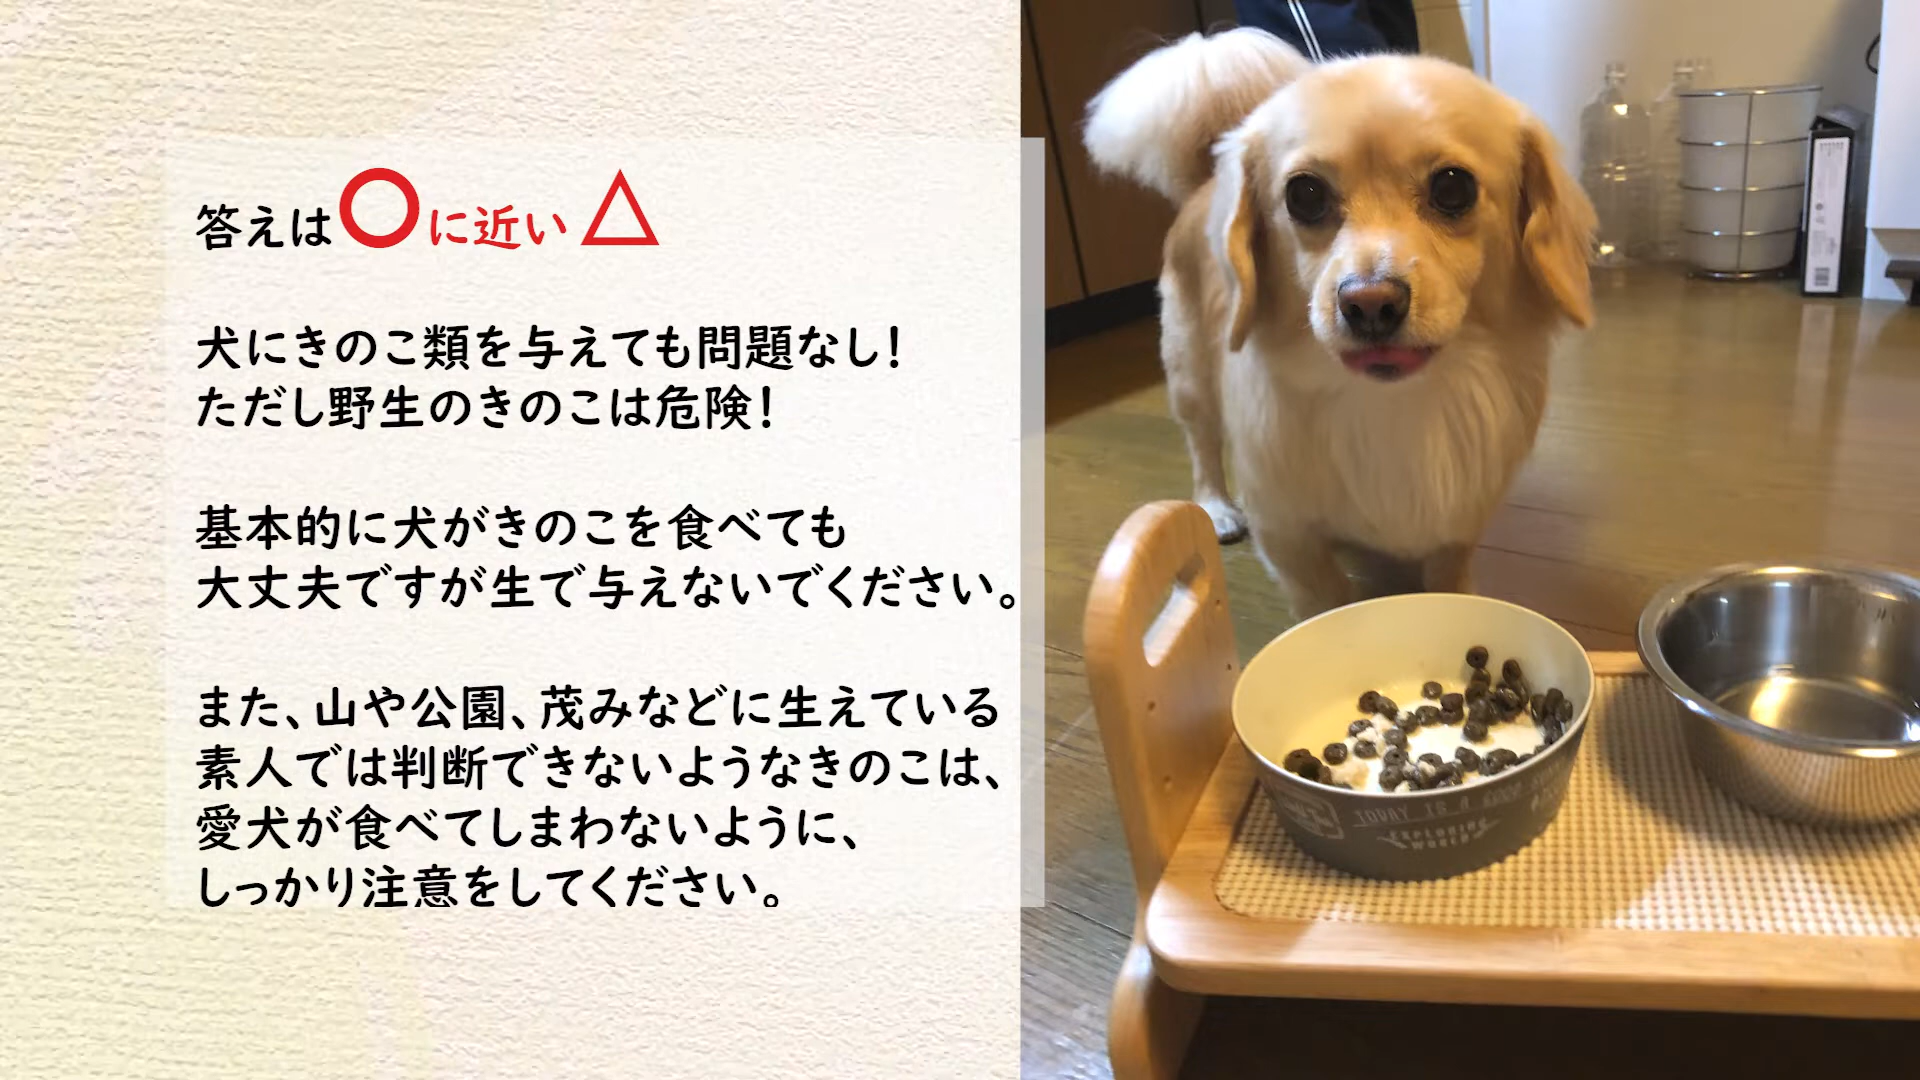 答えは〇に近い△
犬にきのこ類を与えても問題なし！
ただし野生のきのこは危険！
基本的に犬がきのこを食べても
大丈夫ですが生で与えないでください。
また、山や公園、茂みなどに生えている
素人では判断できないようなきのこは、
愛犬が食べてしまわないように、
しっかり注意をしてください。
TODAY IS A GOOD
EXPLORING
WORLD